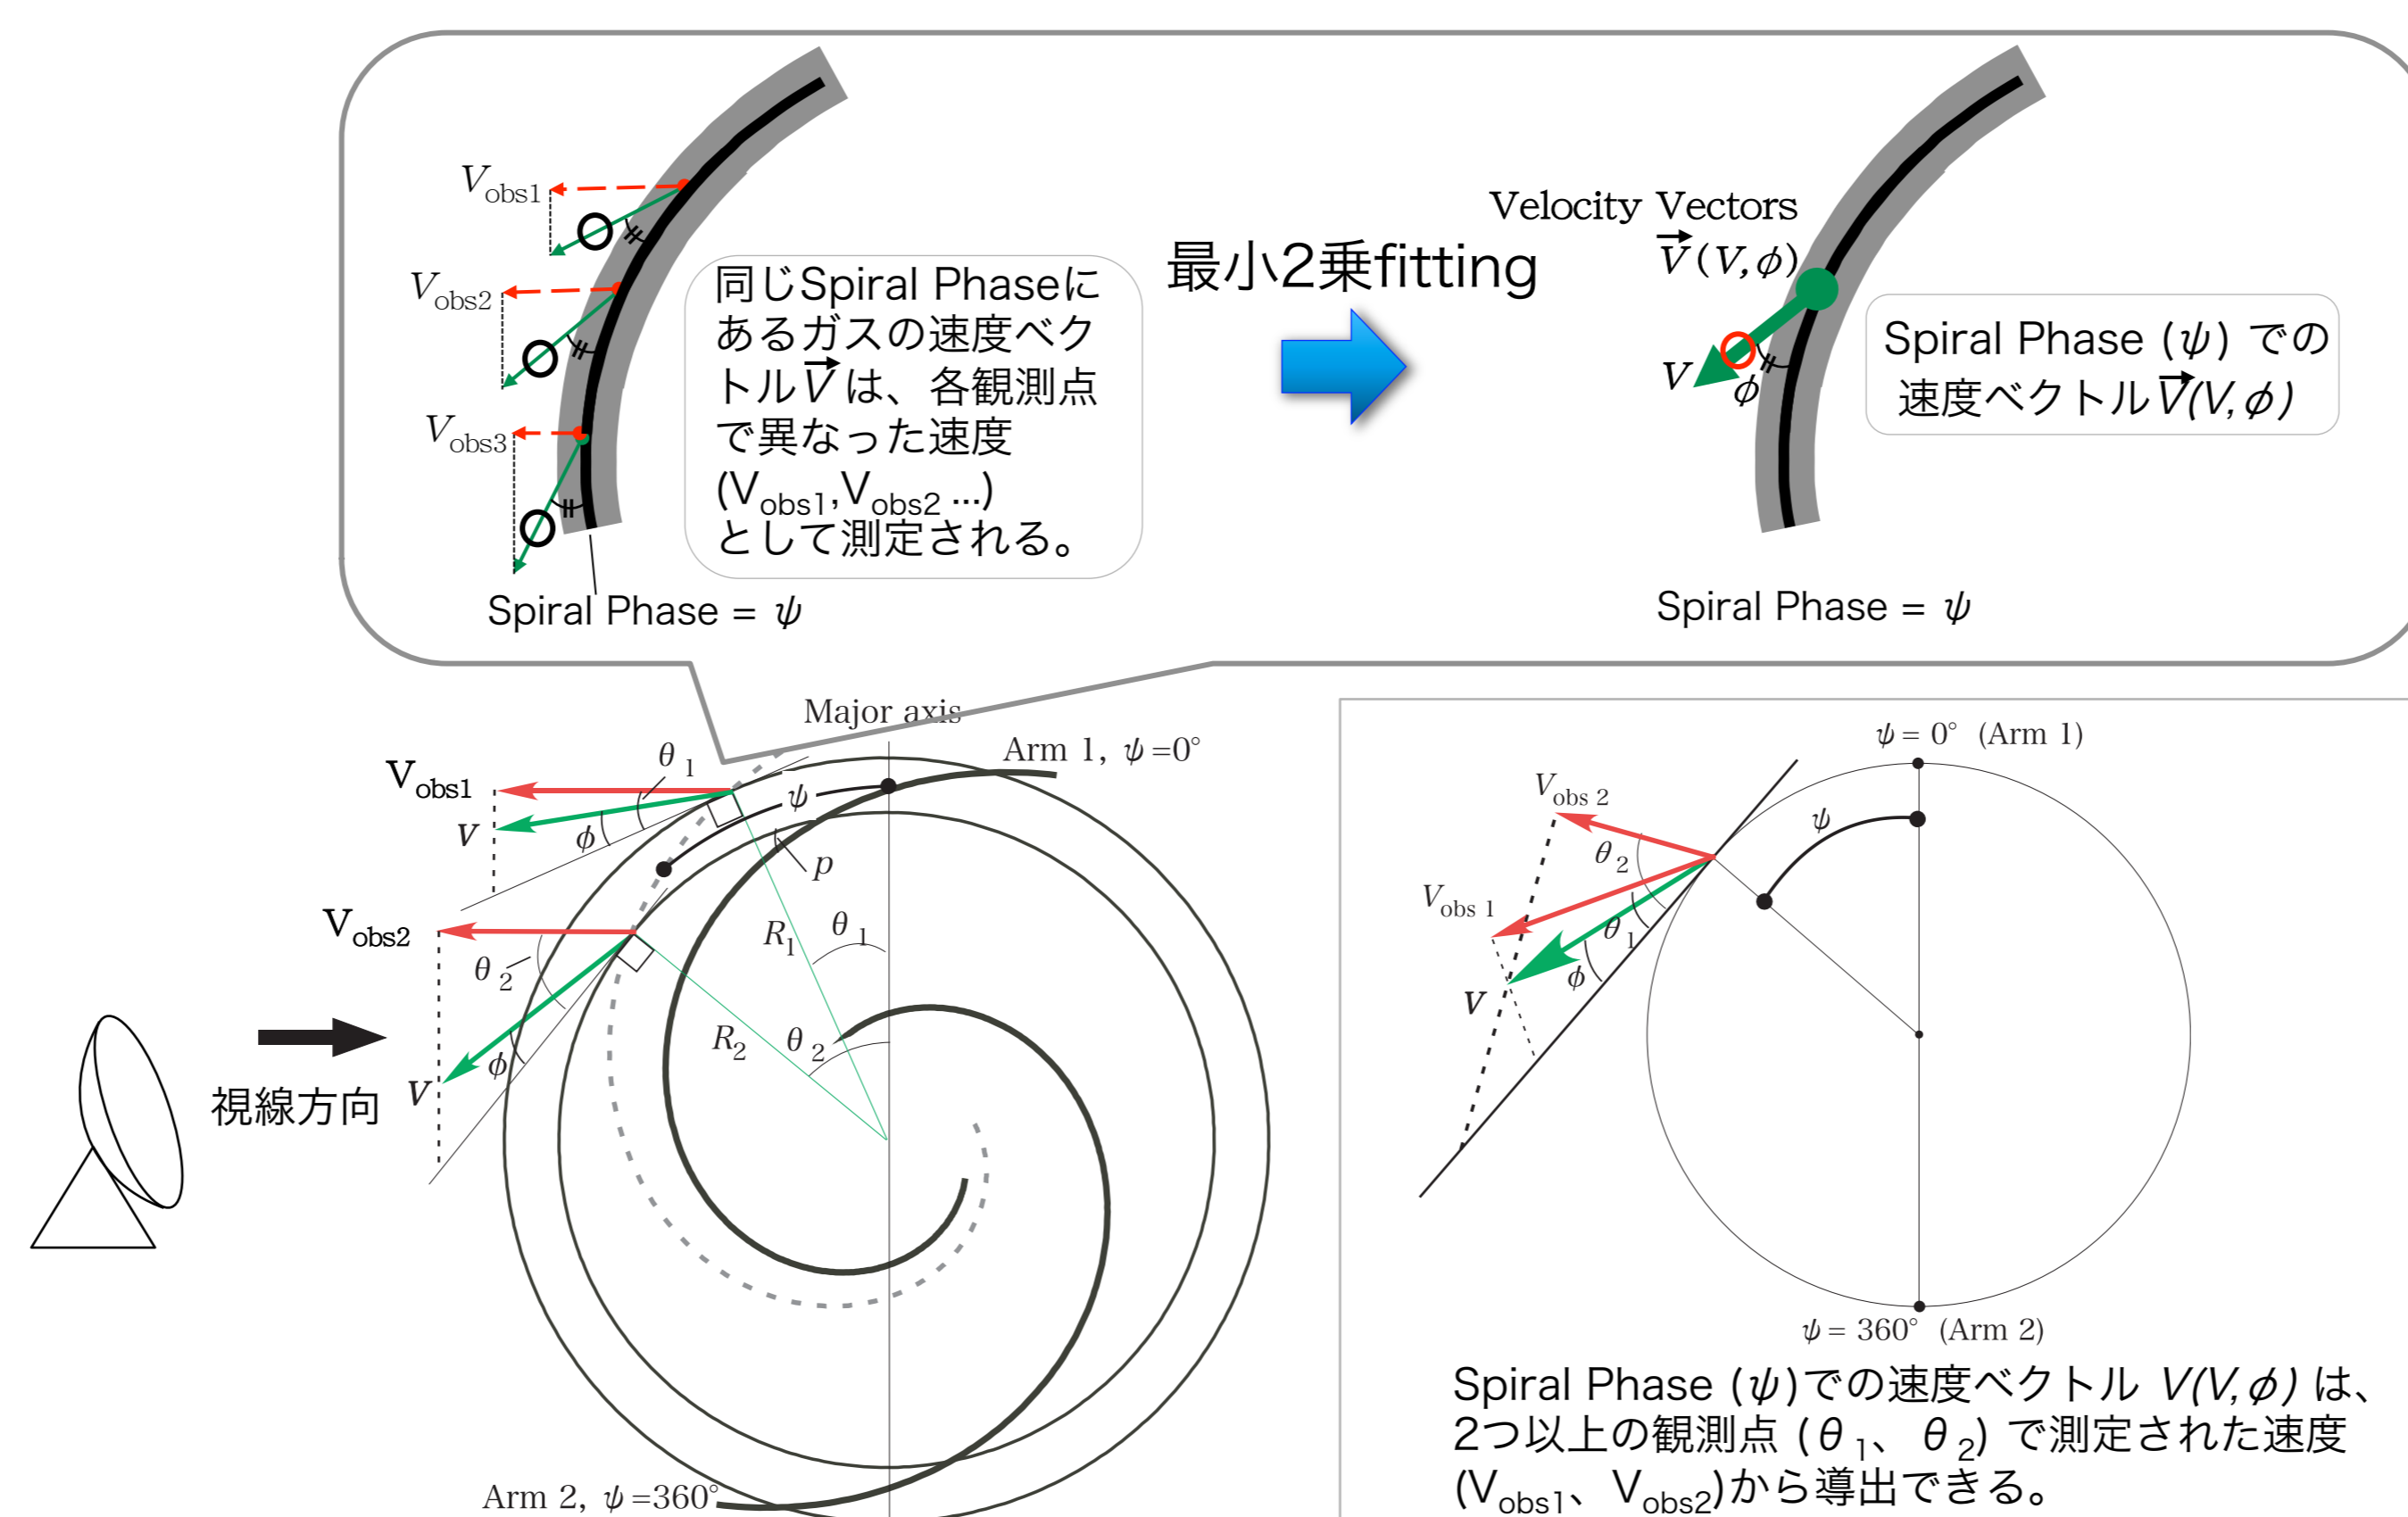 Vobs1
Vobs2
Vobs3
同じSpiral Phaseに
あるガスの速度ベク
トルV は、各観測点
で異なった速度
(Vobs1,Vobs2 ...)
として測定される。
Spiral Phase = ψ
最小2乗fitting
Velocity Vectors
V (V,φ)
V
φ
Spiral Phase (ψ) での
速度ベクトルV(V,φ)
Spiral Phase = ψ
Major axis
Arm 1, ψ=0°
Vobs1
θ1
V
φ
ψ
p
Vobs2
θ2
R1
θ1
R2
θ2
V
φ
視線方向
Arm 2, ψ=360°
ψ = 0° (Arm 1)
Vobs 2
θ2
ψ
Vobs 1
θ1
φ
V
ψ = 360° (Arm 2)
Spiral Phase (ψ)での速度ベクトル V(V,φ) は、
2つ以上の観測点 (θ1、θ2) で測定された速度
(Vobs1、Vobs2)から導出できる。